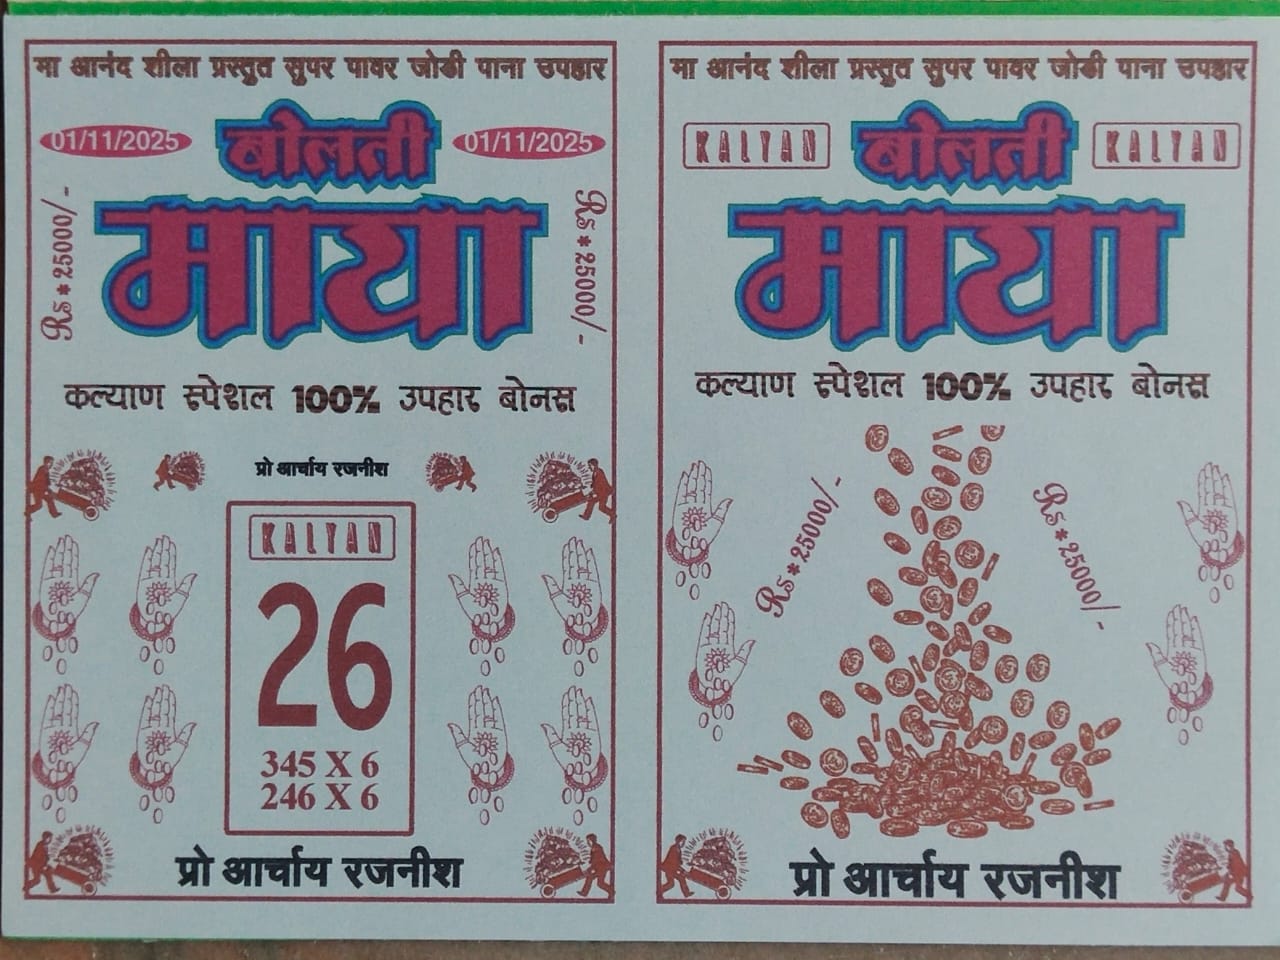 मा आनंद शीला प्रस्तुत सुपर पावर जोडी पाना उपहार
01/11/2025
बोलती
01/11/2025
माया
Rs*25000/-
Rs*25000/-
कल्याण स्पेशल 100% उपहार बोनस
प्रो आर्चाय रजनीश
KALYAN
26
345 X 6
246 X 6
प्रो आर्चाय रजनीश
मा आनंद शीला प्रस्तुत सुपर पावर जोडी पाना उपहार
KALYAN
बोलती
KALYAN
माया
कल्याण स्पेशल 100% उपहार बोनस
Rs*25000/-
Rs*25000/-
प्रो आर्चाय रजनीश